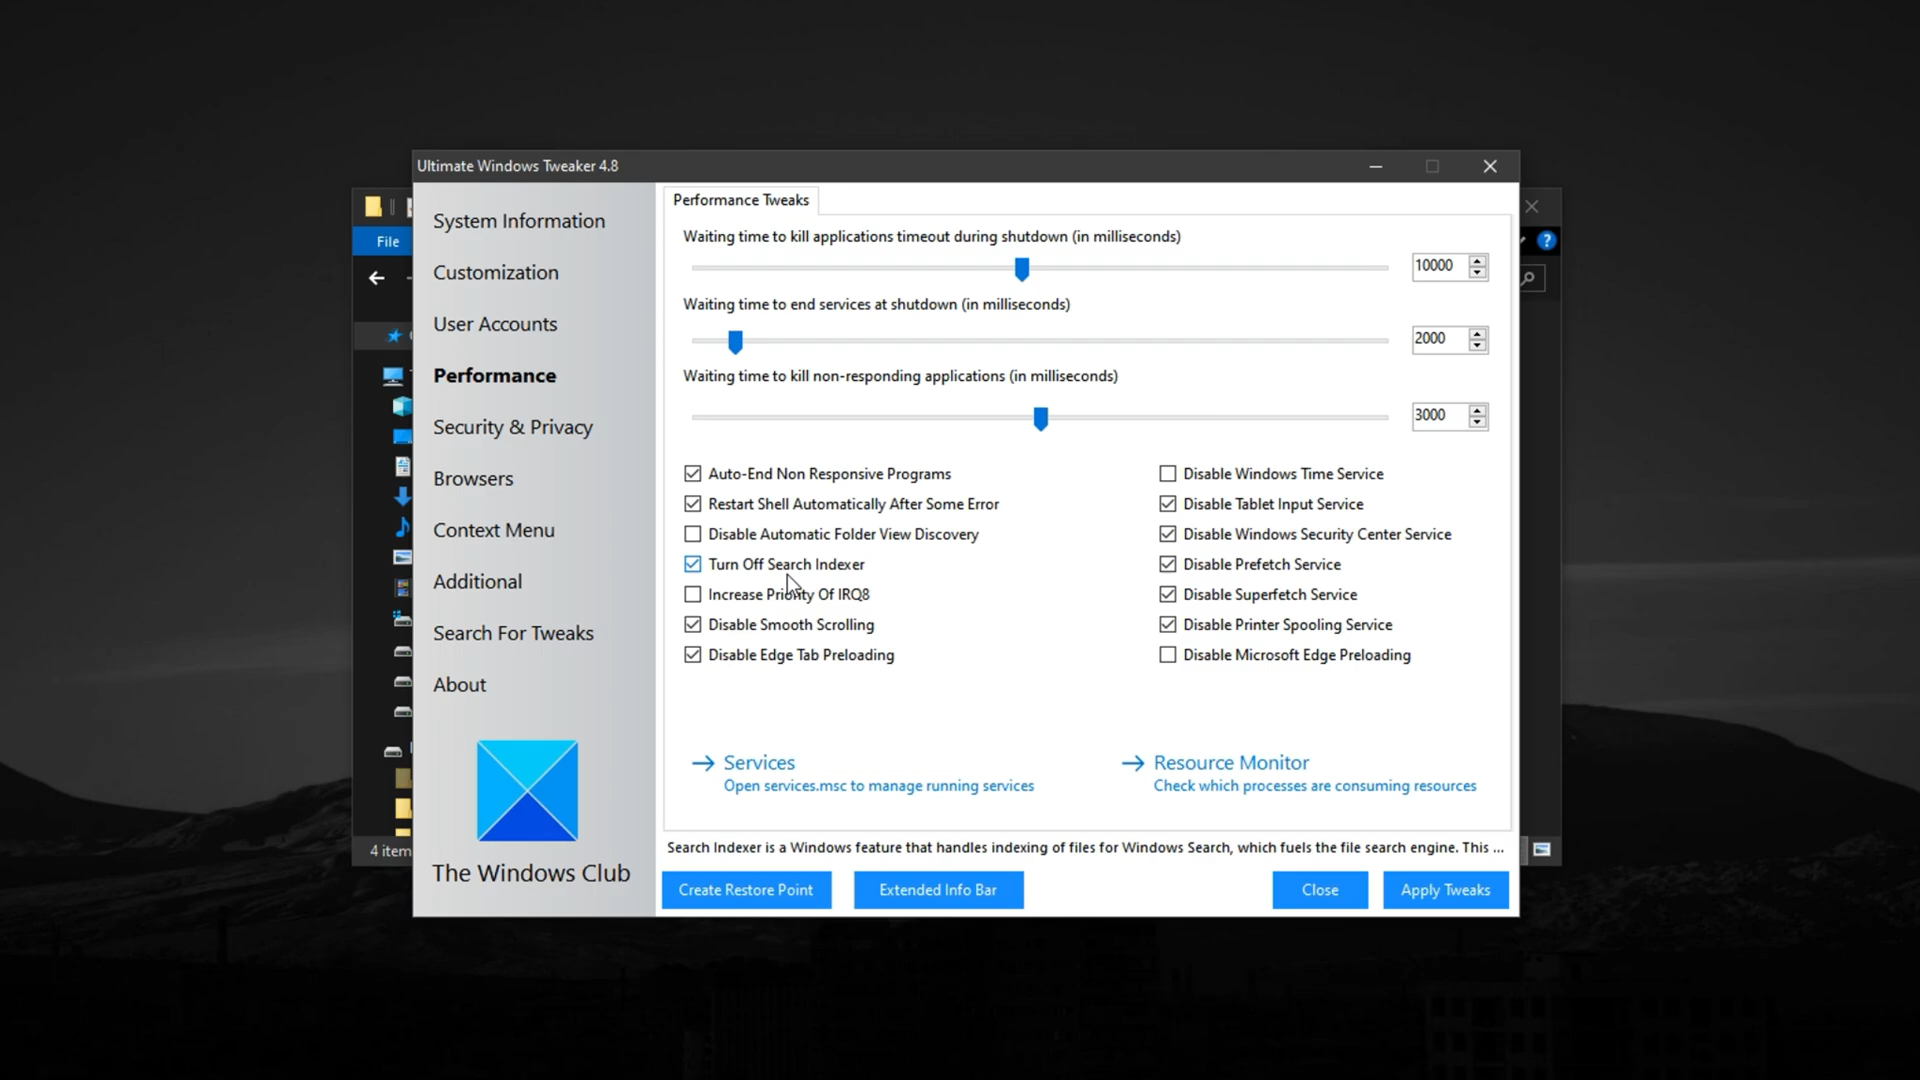 Ultimate Windows Tweaker 4.8
File
4 item
System Information
Customization
User Accounts
Performance
Security & Privacy
Browsers
Context Menu
Additional
Search For Tweaks
About
The Windows Club
Performance Tweaks
Waiting time to kill applications timeout during shutdown (in milliseconds)
10000
Waiting time to end services at shutdown (in milliseconds)
2000
Waiting time to kill non-responding applications (in milliseconds)
3000
Auto-End Non Responsive Programs
Restart Shell Automatically After Some Error
Disable Automatic Folder View Discovery
Turn Off Search Indexer
Increase Priority Of IRQ8
Disable Smooth Scrolling
Disable Edge Tab Preloading
Disable Windows Time Service
Disable Tablet Input Service
Disable Windows Security Center Service
Disable Prefetch Service
Disable Superfetch Service
Disable Printer Spooling Service
Disable Microsoft Edge Preloading
Services
Open services.msc to manage running services
Resource Monitor
Check which processes are consuming resources
Search Indexer is a Windows feature that handles indexing of files for Windows Search, which fuels the file search engine. This ...
Create Restore Point
Extended Info Bar
Close
Apply Tweaks